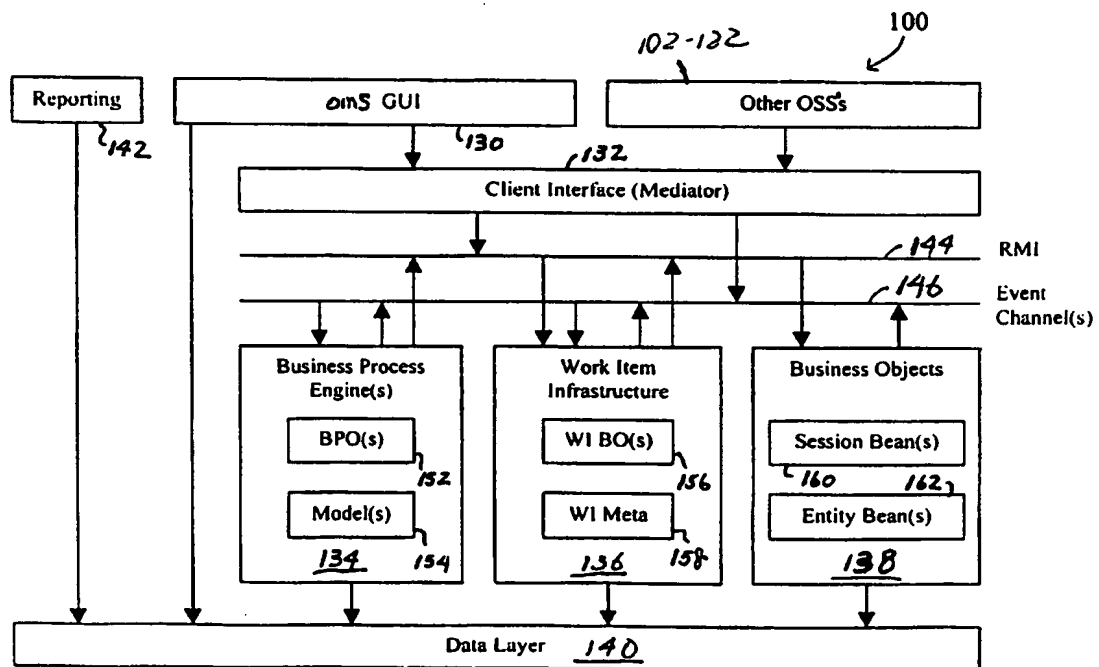 100
102-132
Reporting
OMS GUI
Other OSS's
142
130
132
Client Interface (Mediator)
144
RMI
146
Event
Channel(s)
Business Process
Engine(s)
Work Item
Infrastructure
Business Objects
BPO(s)
WI BO(s)
Session Bean(s)
152
156
160
162
Model(s)
WI Meta
Entity Bean(s)
154
158
134
136
138
Data Layer
140